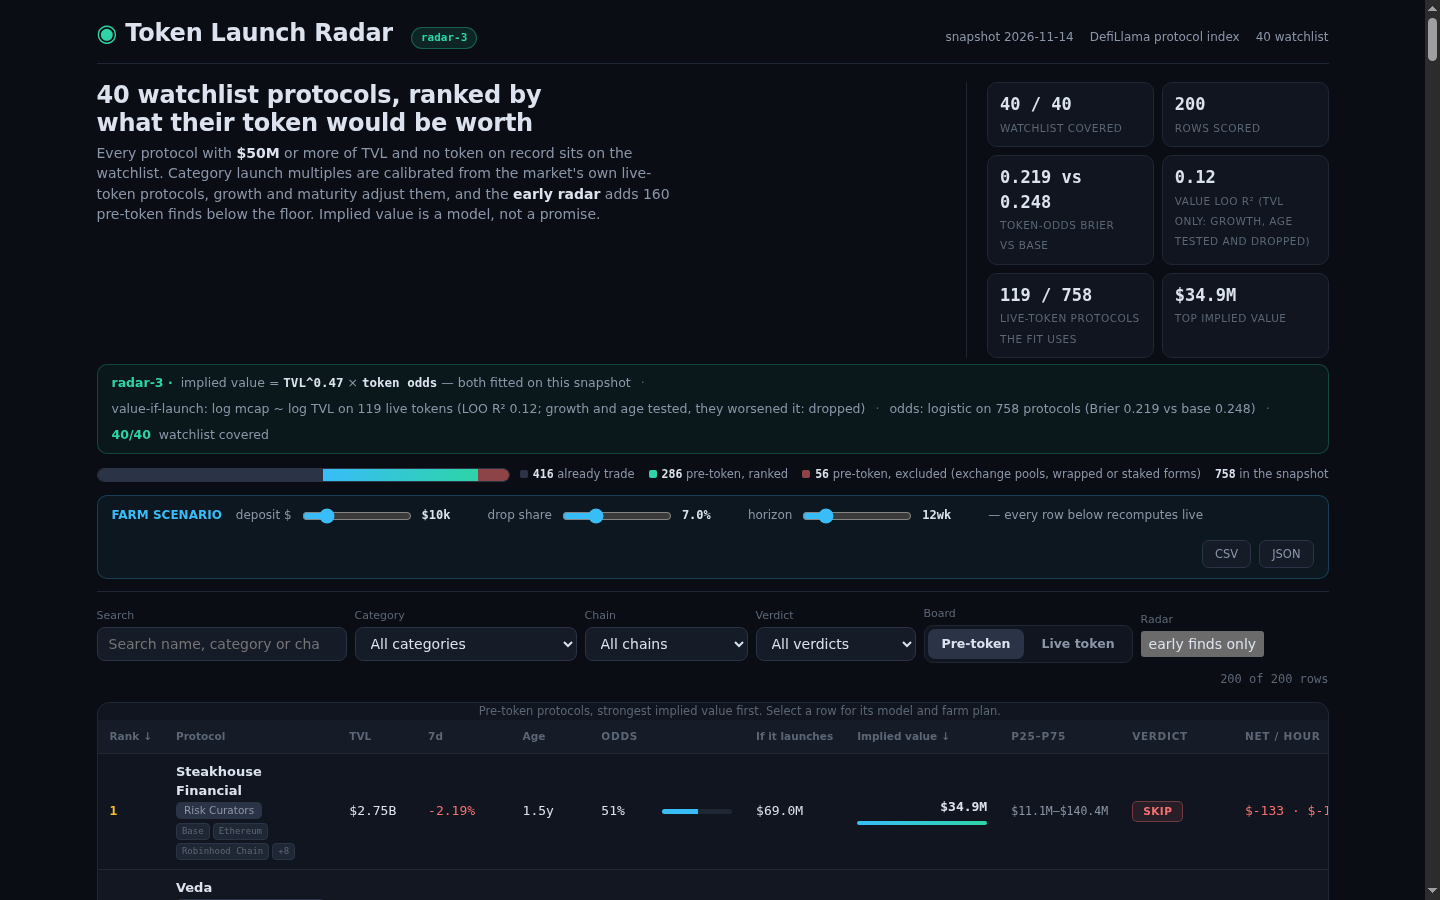 ◉ Token Launch Radar radar-3
snapshot 2026-11-14 DefiLlama protocol index 40 watchlist
40 watchlist protocols, ranked by
what their token would be worth
Every protocol with $50M or more of TVL and no token on record sits on the
watchlist. Category launch multiples are calibrated from the market's own live-
token protocols, growth and maturity adjust them, and the early radar adds 160
pre-token finds below the floor. Implied value is a model, not a promise.
40 / 40
WATCHLIST COVERED
200
ROWS SCORED
0.219 vs
0.248
TOKEN-ODDS BRIER
VS BASE
0.12
VALUE LOO R² (TVL
ONLY: GROWTH, AGE
TESTED AND DROPPED)
119 / 758
LIVE-TOKEN PROTOCOLS
THE FIT USES
$34.9M
TOP IMPLIED VALUE
radar-3 · implied value = TVL^0.47 × token odds — both fitted on this snapshot ·
value-if-launch: log mcap ~ log TVL on 119 live tokens (LOO R² 0.12; growth and age tested, they worsened it: dropped) · odds: logistic on 758 protocols (Brier 0.219 vs base 0.248) ·
40/40 watchlist covered
416 already trade 286 pre-token, ranked 56 pre-token, excluded (exchange pools, wrapped or staked forms) 758 in the snapshot
FARM SCENARIO deposit $ $10k drop share 7.0% horizon 12wk — every row below recomputes live
CSV JSON
Search Category Chain Verdict Board Radar
Search name, category or cha All categories All chains All verdicts Pre-token Live token early finds only
200 of 200 rows
Pre-token protocols, strongest implied value first. Select a row for its model and farm plan.
Rank ↓ Protocol TVL 7d Age ODDS If it launches Implied value ↓ P25–P75 VERDICT NET / HOUR
1 Steakhouse
Financial
Risk Curators
Base Ethereum
Robinhood Chain +8
$2.75B -2.19% 1.5y 51% $69.0M $34.9M $11.1M–$140.4M SKIP $-133 · $-1
Veda